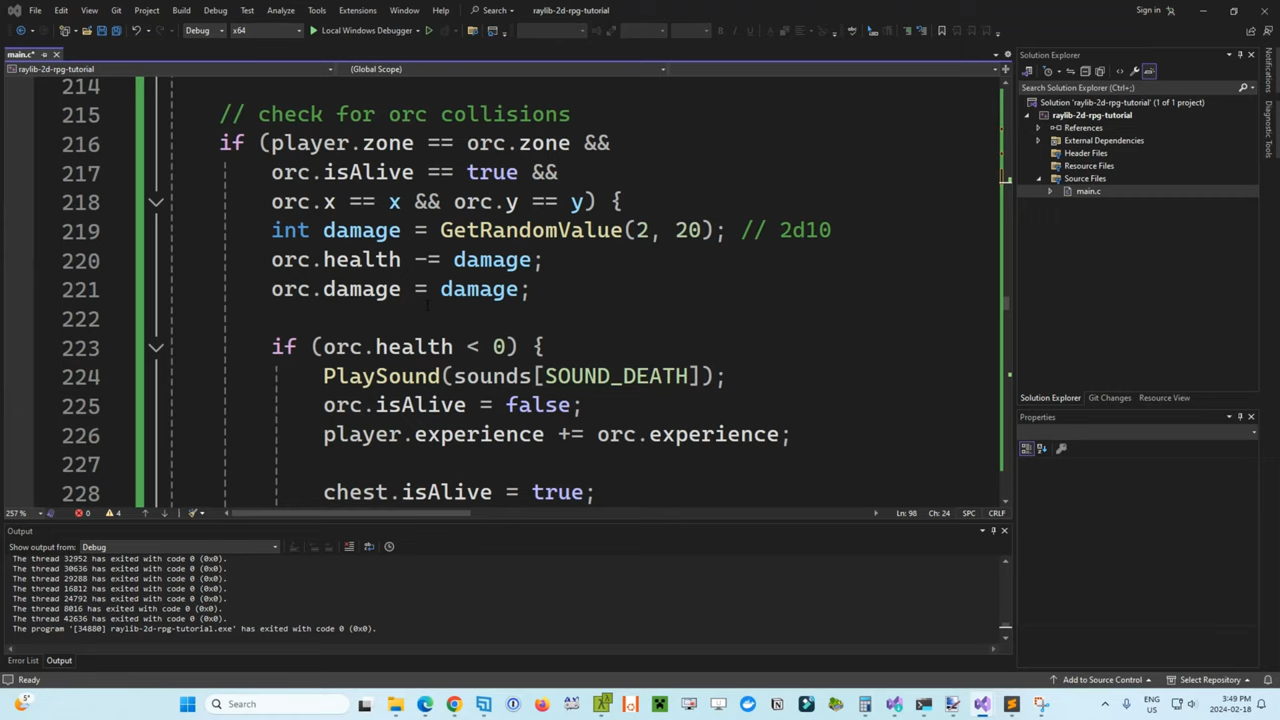 File Edit View Git Project Build Debug Test Analyze Tools Extensions Window Help Search raylib-2d-rpg-tutorial Sign in
Debug x64 Local Windows Debugger
main.c* Solution Explorer
raylib-2d-rpg-tutorial (Global Scope)
Search Solution Explorer (Ctrl+;)
Solution 'raylib-2d-rpg-tutorial' (1 of 1 project)
raylib-2d-rpg-tutorial
References
External Dependencies
Header Files
Resource Files
Source Files
main.c
214
215 // check for orc collisions
216 if (player.zone == orc.zone &&
217 orc.isAlive == true &&
218 orc.x == x && orc.y == y) {
219 int damage = GetRandomValue(2, 20); // 2d10
220 orc.health -= damage;
221 orc.damage = damage;
222
223 if (orc.health < 0) {
224 PlaySound(sounds[SOUND_DEATH]);
225 orc.isAlive = false;
226 player.experience += orc.experience;
227
228 chest.isAlive = true;
Solution Explorer Git Changes Resource View
Properties
257 % 0 4 Ln: 98 Ch: 24 SPC CRLF
Output
Show output from: Debug
The thread 32952 has exited with code 0 (0x0).
The thread 30636 has exited with code 0 (0x0).
The thread 29288 has exited with code 0 (0x0).
The thread 16812 has exited with code 0 (0x0).
The thread 24792 has exited with code 0 (0x0).
The thread 8016 has exited with code 0 (0x0).
The thread 42636 has exited with code 0 (0x0).
The program '[34880] raylib-2d-rpg-tutorial.exe' has exited with code 0 (0x0).
Error List Output
Ready Add to Source Control Select Repository
Notifications
Diagnostic Tools
5° Search ENG US 3:49 PM 2024-02-18